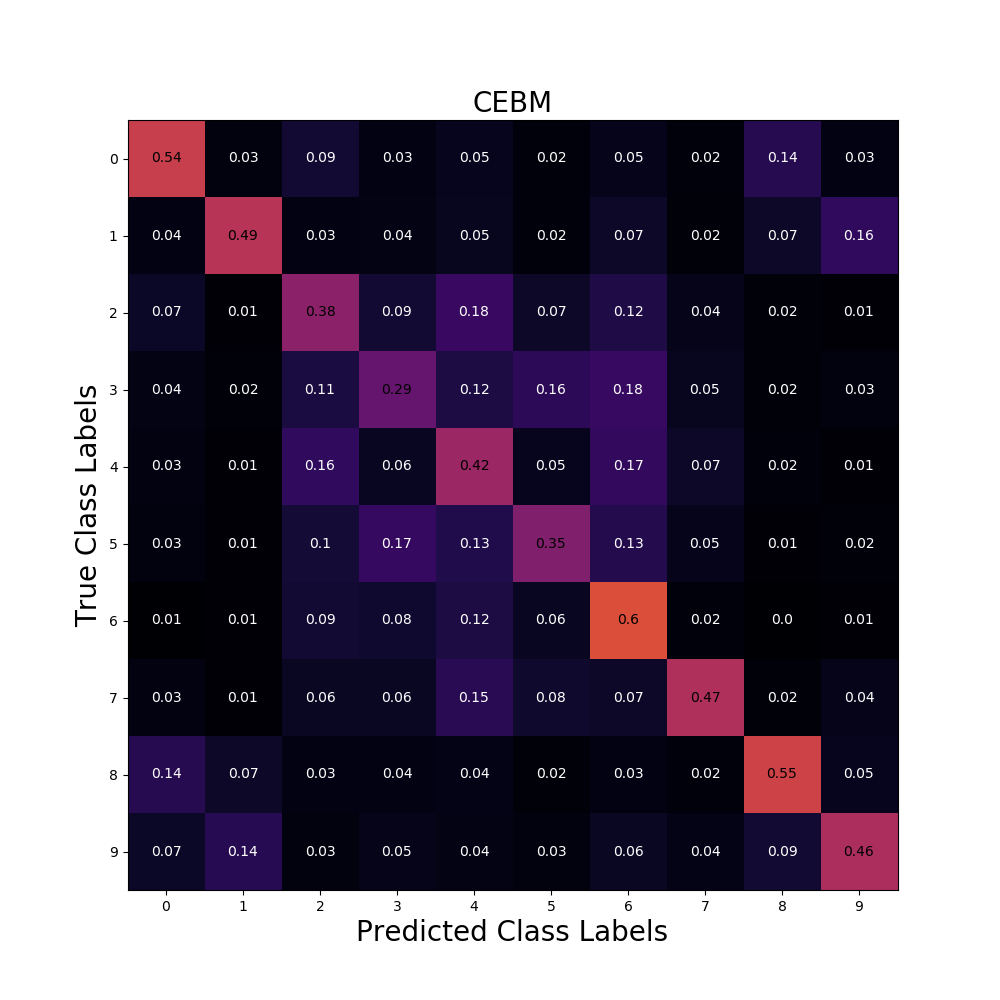 CEBM
0 0.54 0.03 0.09 0.03 0.05 0.02 0.05 0.02 0.14 0.03
1 0.04 0.49 0.03 0.04 0.05 0.02 0.07 0.02 0.07 0.16
2 0.07 0.01 0.38 0.09 0.18 0.07 0.12 0.04 0.02 0.01
3 0.04 0.02 0.11 0.29 0.12 0.16 0.18 0.05 0.02 0.03
4 0.03 0.01 0.16 0.06 0.42 0.05 0.17 0.07 0.02 0.01
5 0.03 0.01 0.1 0.17 0.13 0.35 0.13 0.05 0.01 0.02
6 0.01 0.01 0.09 0.08 0.12 0.06 0.6 0.02 0.0 0.01
7 0.03 0.01 0.06 0.06 0.15 0.08 0.07 0.47 0.02 0.04
8 0.14 0.07 0.03 0.04 0.04 0.02 0.03 0.02 0.55 0.05
9 0.07 0.14 0.03 0.05 0.04 0.03 0.06 0.04 0.09 0.46
0 1 2 3 4 5 6 7 8 9
Predicted Class Labels
True Class Labels